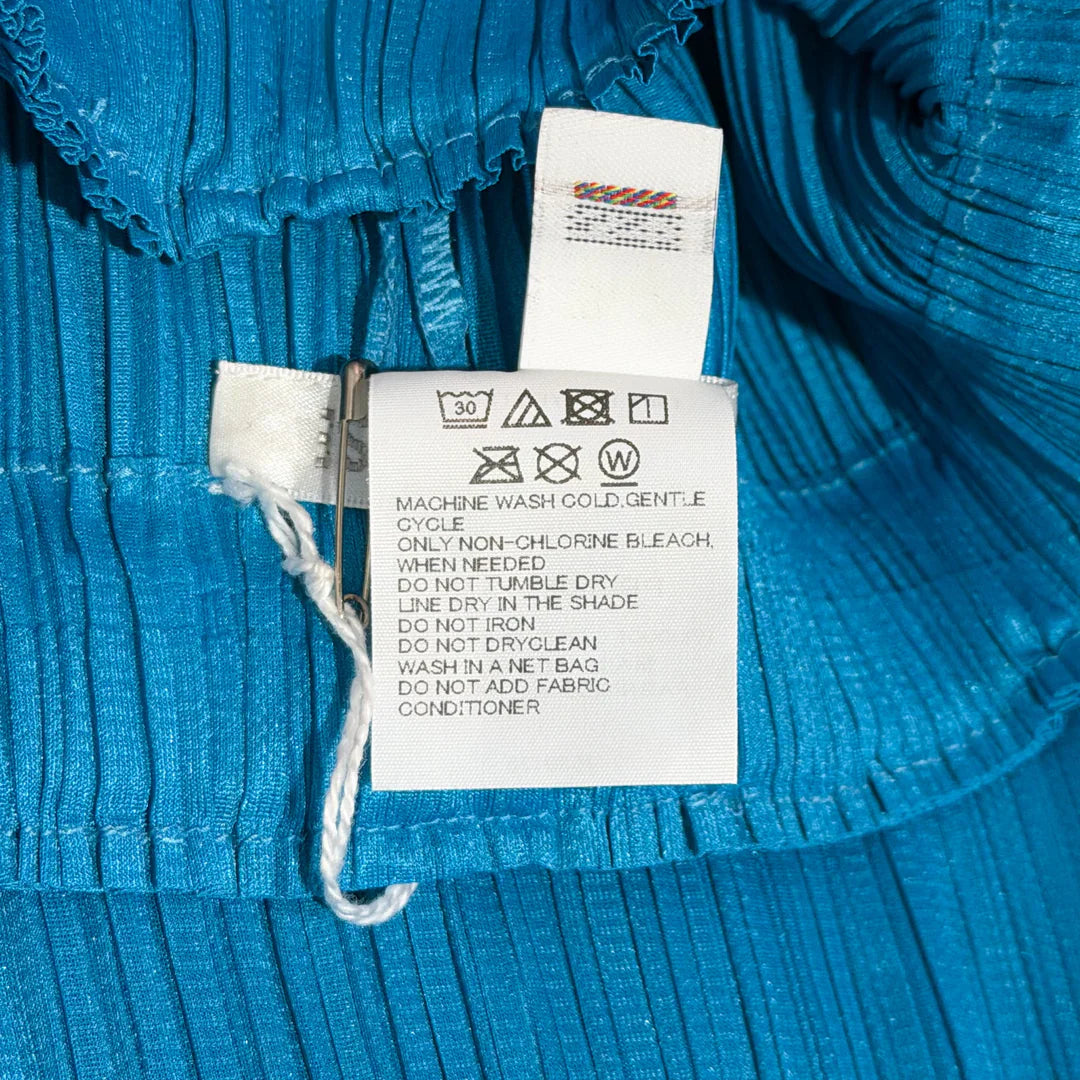 30
W
MACHINE WASH COLD.GENTLE
CYCLE
ONLY NON-CHLORINE BLEACH,
WHEN NEEDED
DO NOT TUMBLE DRY
LINE DRY IN THE SHADE
DO NOT IRON
DO NOT DRYCLEAN
WASH IN A NET BAG
DO NOT ADD FABRIC
CONDITIONER